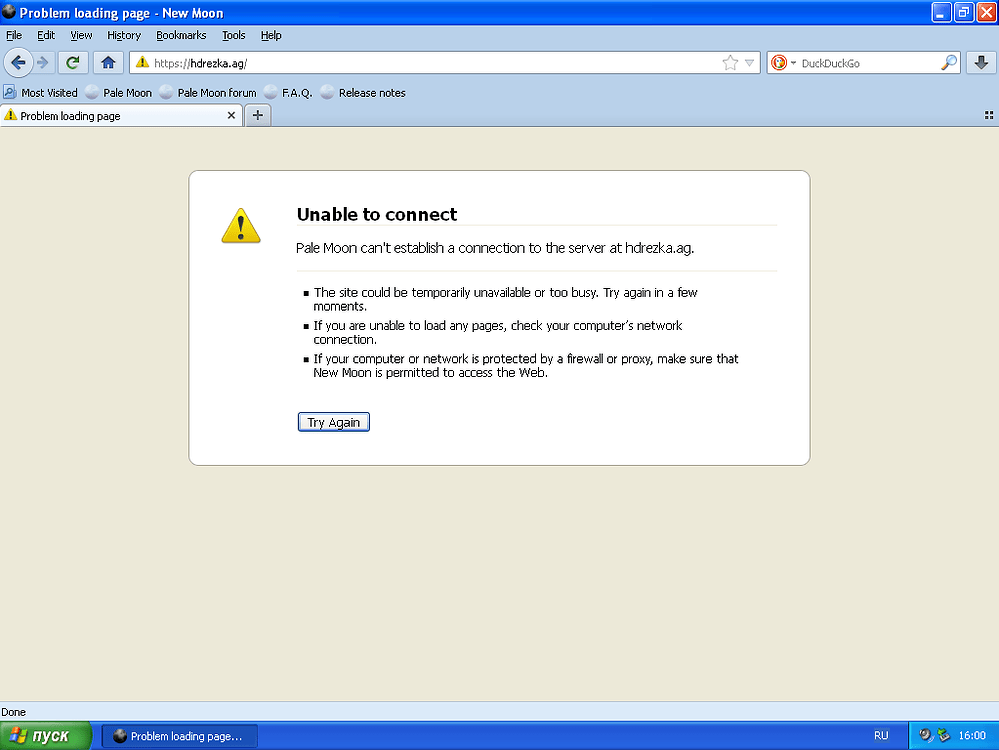 Problem loading page - New Moon
File Edit View History Bookmarks Tools Help
https://hdrezka.ag/ DuckDuckGo
Most Visited Pale Moon Pale Moon forum F.A.Q. Release notes
Problem loading page
Unable to connect
Pale Moon can't establish a connection to the server at hdrezka.ag.
The site could be temporarily unavailable or too busy. Try again in a few
moments.
If you are unable to load any pages, check your computer's network
connection.
If your computer or network is protected by a firewall or proxy, make sure that
New Moon is permitted to access the Web.
Try Again
Done
пуск Problem loading page... RU 16:00